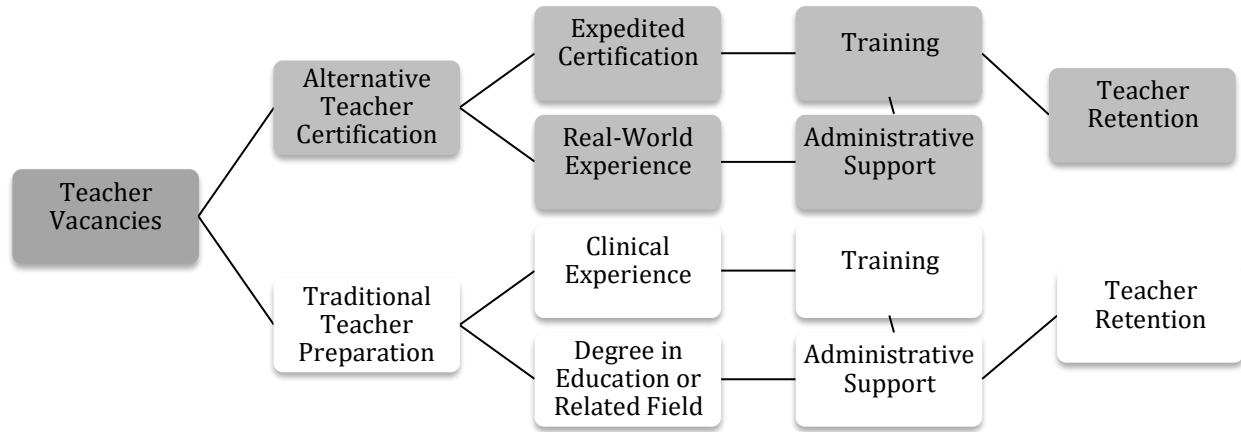 Teacher
Vacancies
Alternative
Teacher
Certification
Expedited
Certification
Training
Real-World
Experience
Administrative
Support
Teacher
Retention
Traditional
Teacher
Preparation
Clinical
Experience
Training
Degree in
Education or
Related Field
Administrative
Support
Teacher
Retention